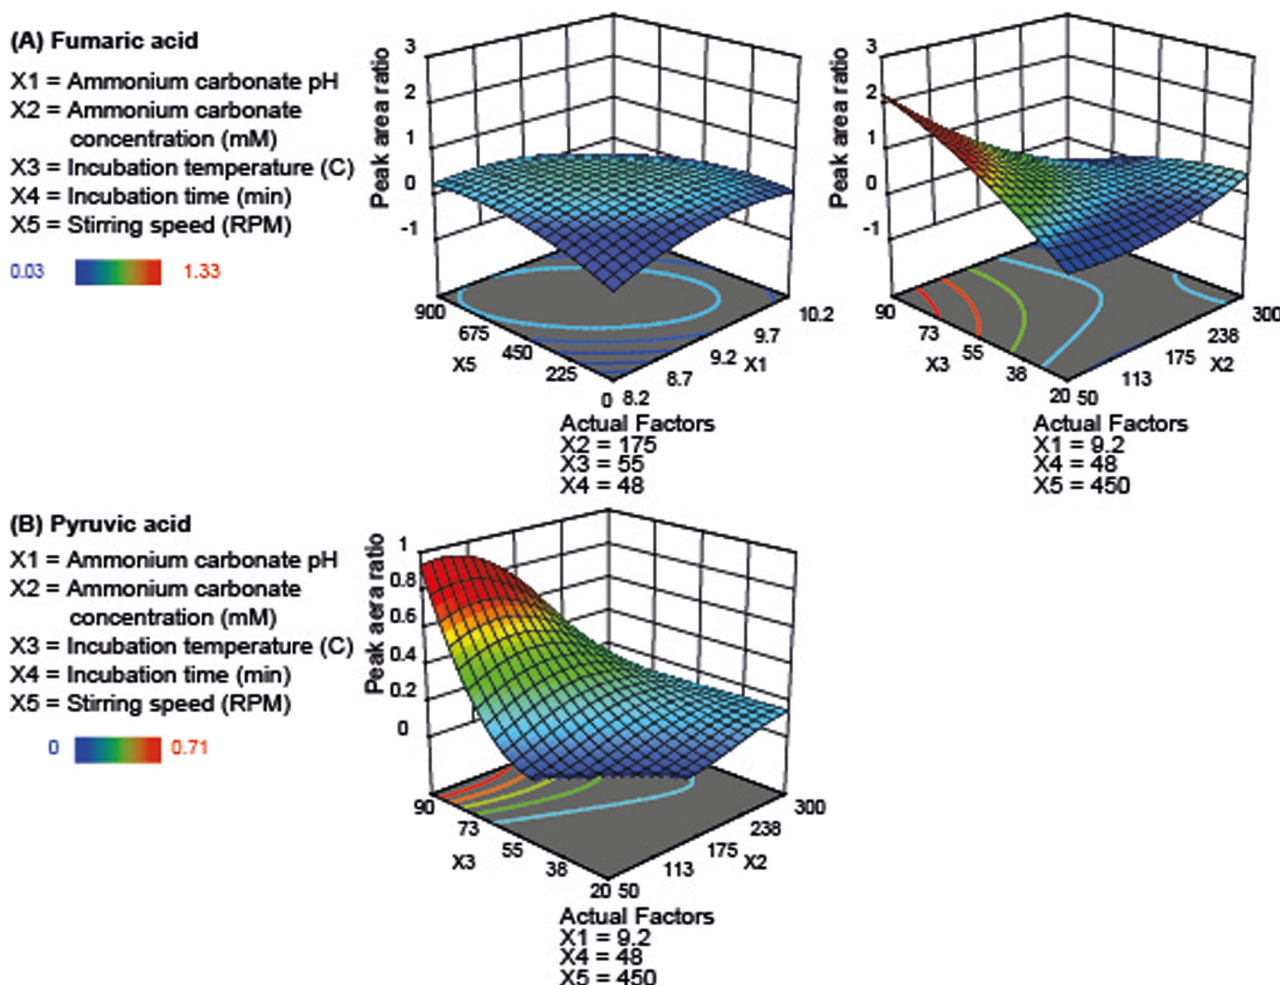 (A) Fumaric acid
X1 = Ammonium carbonate pH
X2 = Ammonium carbonate
concentration (mM)
X3 = Incubation temperature (C)
X4 = Incubation time (min)
X5 = Stirring speed (RPM)
0.03 1.33
Peak area ratio
3
2
1
0
-1
900
675
450
225
0
X5
8.2
8.7
9.2
9.7
10.2
X1
Actual Factors
X2 = 175
X3 = 55
X4 = 48
Peak area ratio
3
2
1
0
-1
90
73
55
38
20
X3
50
113
175
238
300
X2
Actual Factors
X1 = 9.2
X4 = 48
X5 = 450
(B) Pyruvic acid
X1 = Ammonium carbonate pH
X2 = Ammonium carbonate
concentration (mM)
X3 = Incubation temperature (C)
X4 = Incubation time (min)
X5 = Stirring speed (RPM)
0 0.71
Peak aera ratio
1
0.8
0.6
0.4
0.2
0
90
73
55
38
20
X3
50
113
175
238
300
X2
Actual Factors
X1 = 9.2
X4 = 48
X5 = 450